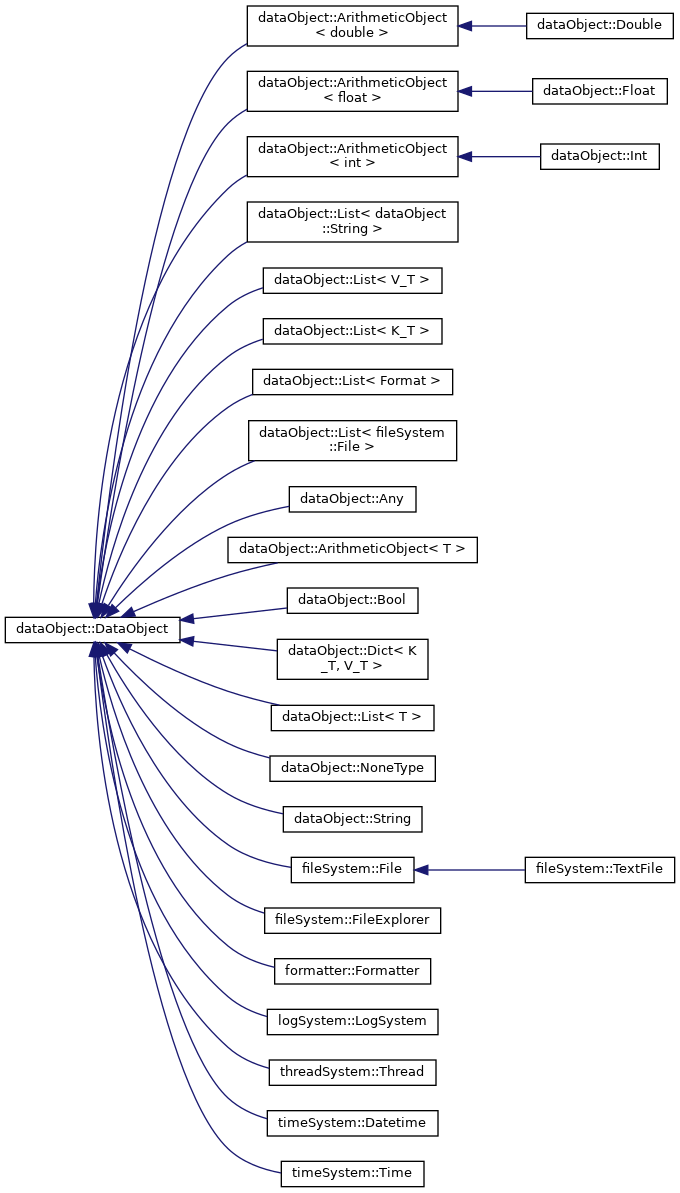 dataObject::ArithmeticObject
< double >
dataObject::Double
dataObject::ArithmeticObject
< float >
dataObject::Float
dataObject::ArithmeticObject
< int >
dataObject::Int
dataObject::List< dataObject
::String >
dataObject::List< V_T >
dataObject::List< K_T >
dataObject::List< Format >
dataObject::List< fileSystem
::File >
dataObject::Any
dataObject::ArithmeticObject< T >
dataObject::Bool
dataObject::DataObject
dataObject::Dict< K
_T, V_T >
dataObject::List< T >
dataObject::NoneType
dataObject::String
fileSystem::File
fileSystem::TextFile
fileSystem::FileExplorer
formatter::Formatter
logSystem::LogSystem
threadSystem::Thread
timeSystem::Datetime
timeSystem::Time